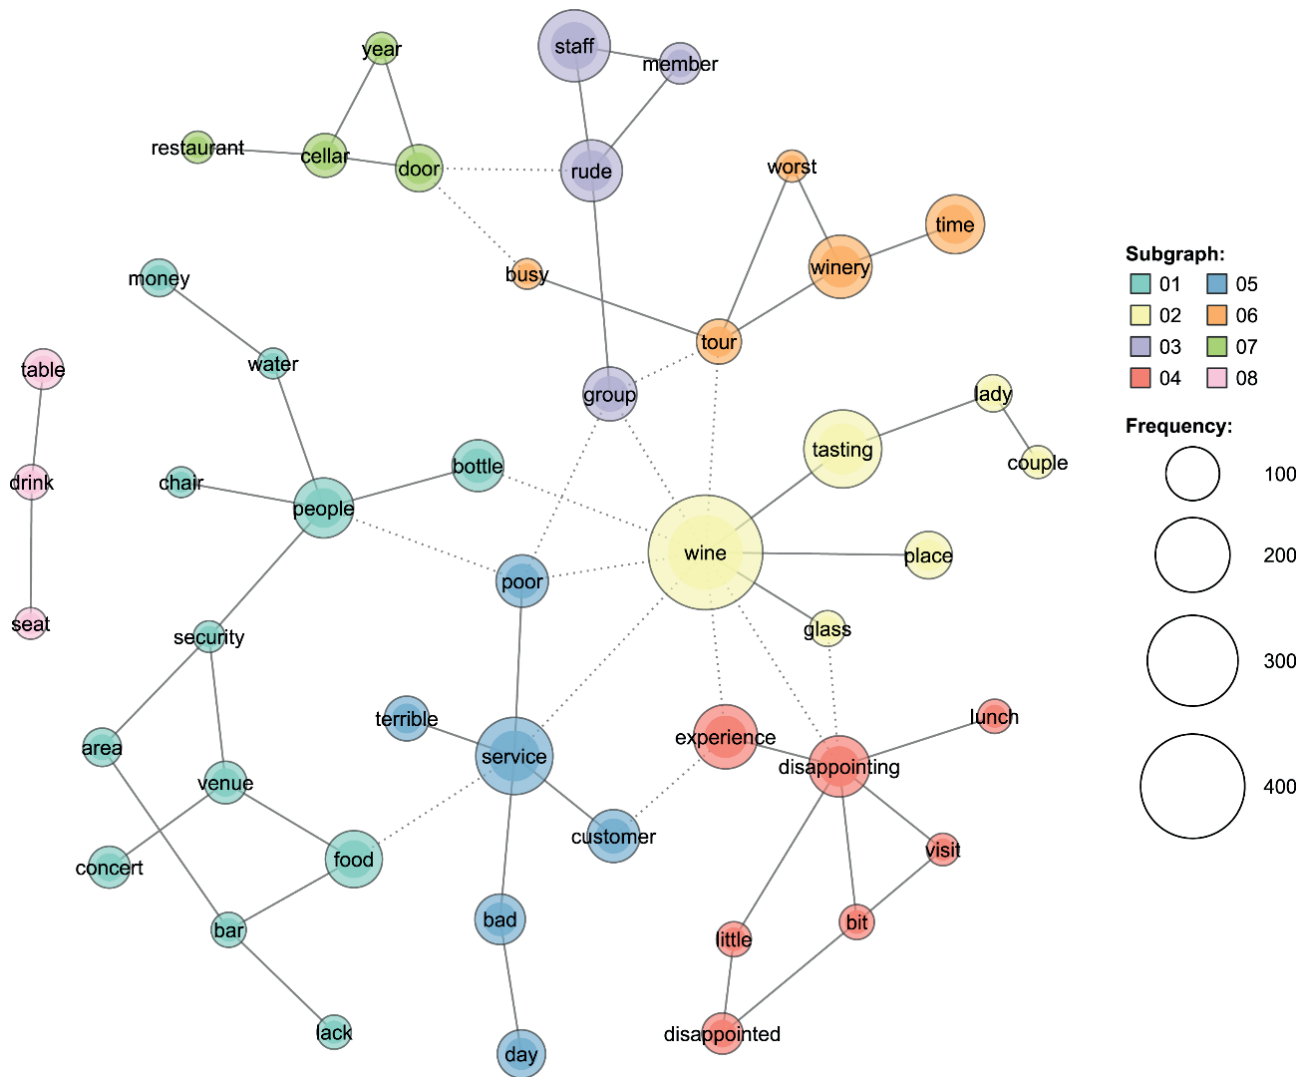 year
staff
member
restaurant
cellar
door
rude
worst
time
winery
busy
money
tour
water
table
group
lady
tasting
couple
bottle
drink
chair
people
wine
place
poor
seat
security
glass
terrible
experience
lunch
area
service
disappointing
venue
customer
visit
food
concert
bad
bit
bar
little
lack
disappointed
day
Subgraph:
01 05
02 06
03 07
04 08
Frequency:
100
200
300
400